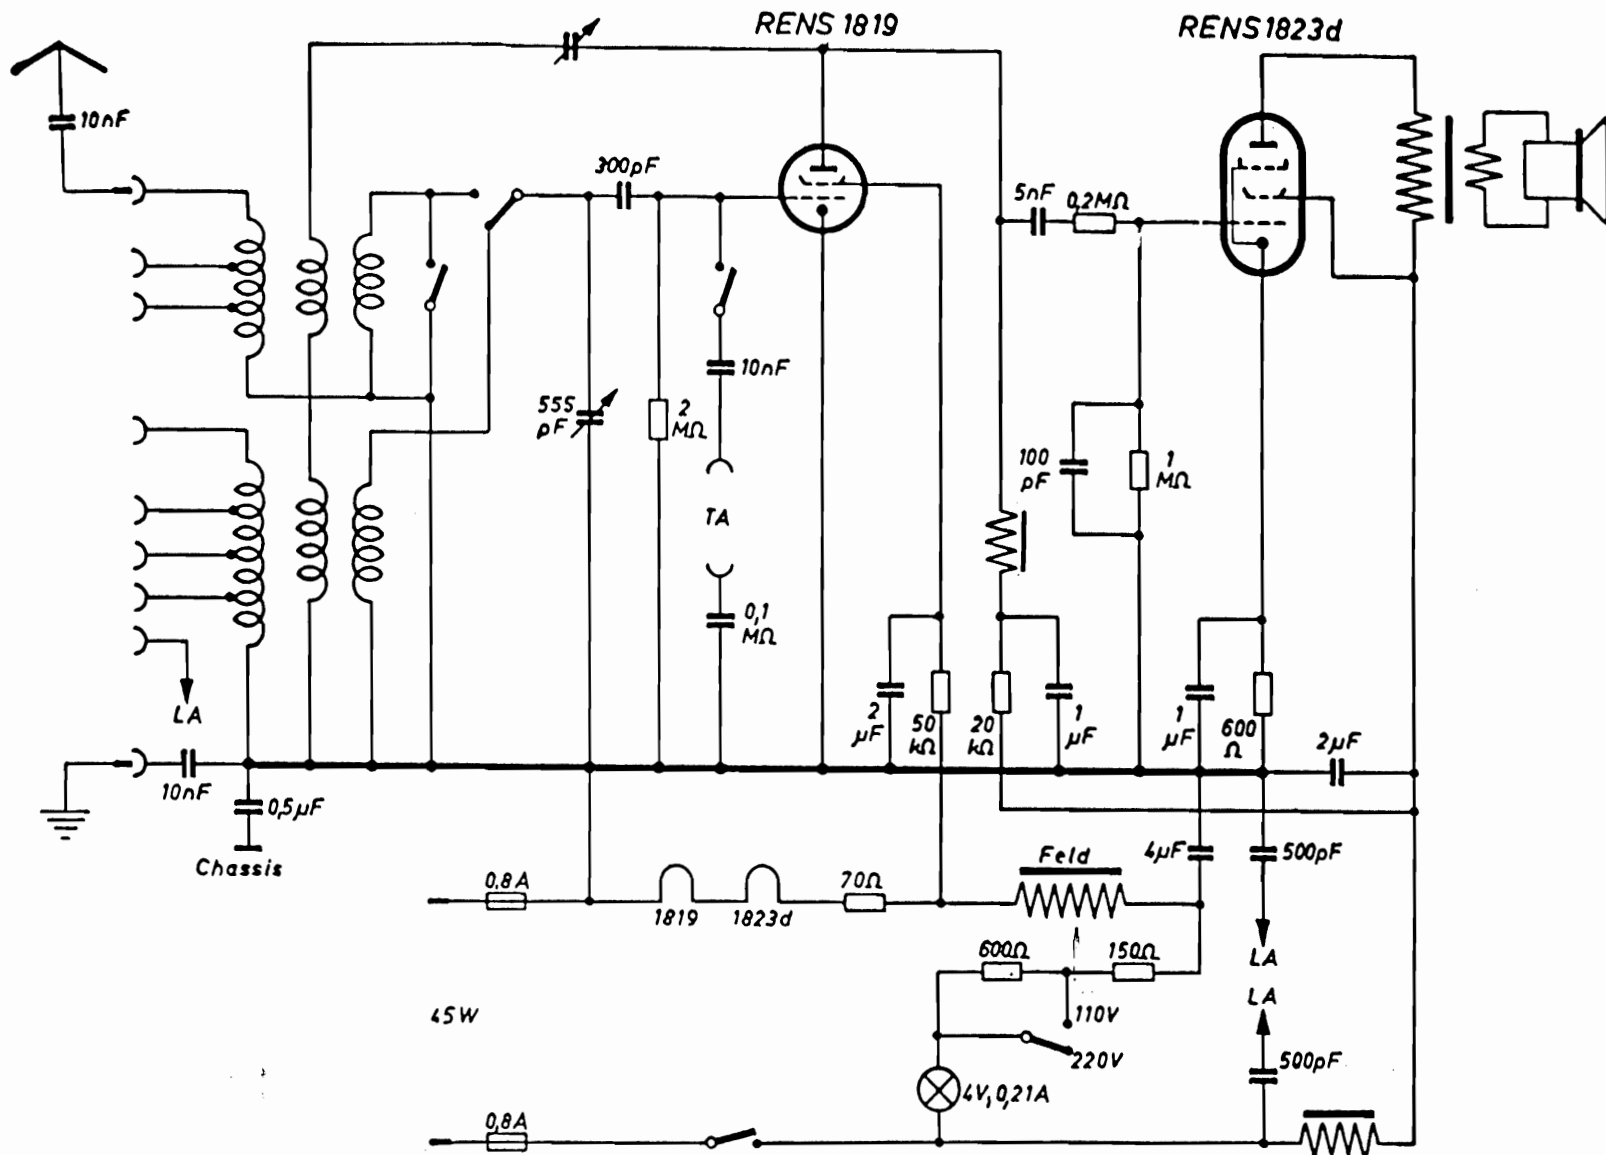 RENS 1819
RENS1823d
10nF
300pF
5nF
0,2MΩ
10nF
555
pF
2
MΩ
100
pF
1
MΩ
TA
0,1
MΩ
LA
2
µF
50
kΩ
20
kΩ
1
µF
1
µF
600
Ω
2µF
10nF
0,5µF
Chassis
Feld
4µF
500pF
0,8A
1819
1823d
70Ω
600Ω
150Ω
LA
LA
45W
110V
220V
500pF
4V, 0,21A
0,8A